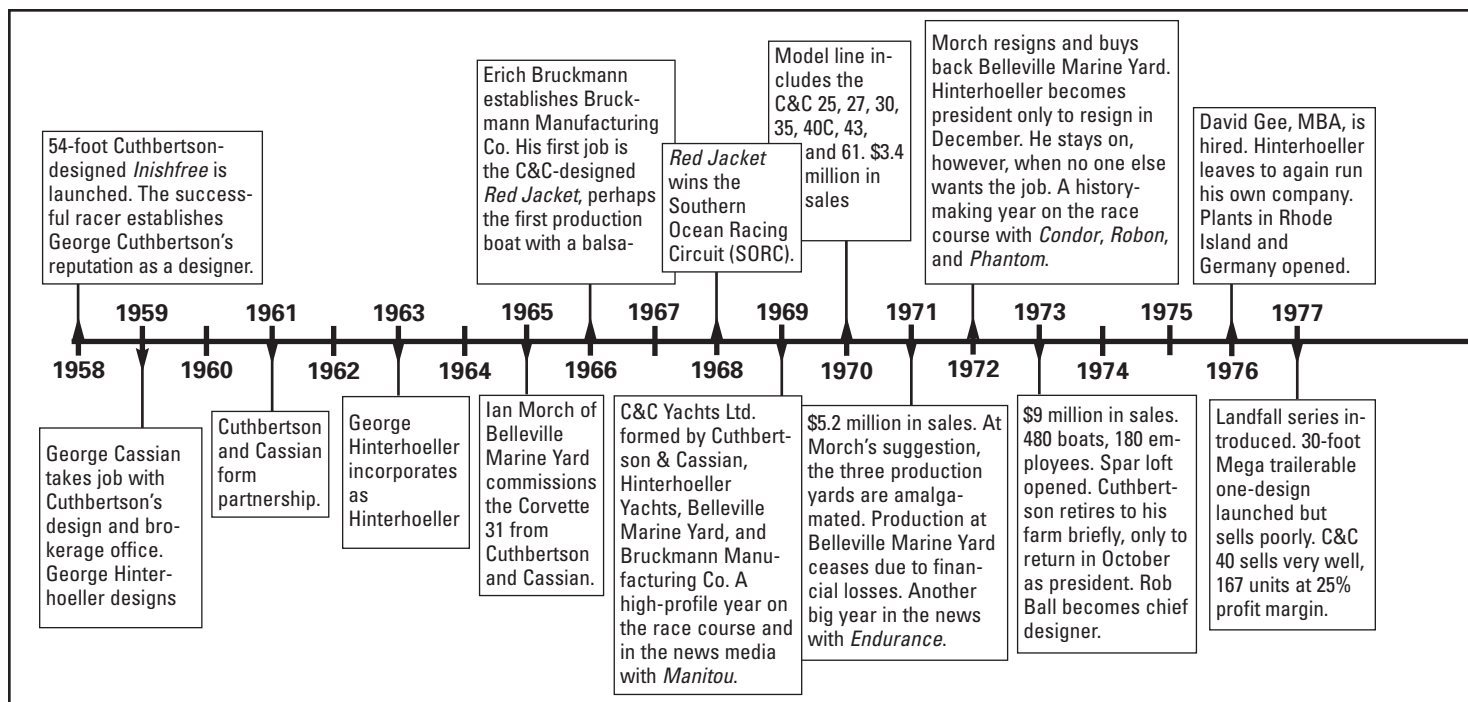 54-foot Cuthbertson-
designed Inishfree is
launched. The success-
ful racer establishes
George Cuthbertson's
reputation as a designer.
Erich Bruckmann
establishes Bruck-
mann Manufacturing
Co. His first job is
the C&C-designed
Red Jacket, perhaps
the first production
boat with a balsa-
Red Jacket
wins the
Southern
Ocean Racing
Circuit (SORC).
Model line in-
cludes the
C&C 25, 27, 30,
35, 40C, 43,
and 61. $3.4
million in
sales
Morch resigns and buys
back Belleville Marine Yard.
Hinterhoeller becomes
president only to resign in
December. He stays on,
however, when no one else
wants the job. A history-
making year on the race
course with Condor, Robon,
and Phantom.
David Gee, MBA, is
hired. Hinterhoeller
leaves to again run
his own company.
Plants in Rhode
Island and
Germany opened.
1959 1961 1963 1965 1967 1969 1971 1973 1975 1977
1958 1960 1962 1964 1966 1968 1970 1972 1974 1976
George Cassian
takes job with
Cuthbertson's
design and bro-
kerage office.
George Hinter-
hoeller designs
Cuthbertson
and Cassian
form
partnership.
George
Hinterhoeller
incorporates
as
Hinterhoeller
Ian Morch of
Belleville
Marine Yard
commissions
the Corvette
31 from
Cuthbertson
and Cassian.
C&C Yachts Ltd.
formed by Cuthbert-
son & Cassian,
Hinterhoeller
Yachts, Belleville
Marine Yard, and
Bruckmann Manu-
facturing Co. A
high-profile year on
the race course and
in the news media
with Manitou.
$5.2 million in sales. At
Morch's suggestion,
the three production
yards are amalga-
mated. Production at
Belleville Marine Yard
ceases due to finan-
cial losses. Another
big year in the news
with Endurance.
$9 million in sales.
480 boats, 180 em-
ployees. Spar loft
opened. Cuthbert-
son retires to his
farm briefly, only to
return in October
as president. Rob
Ball becomes chief
designer.
Landfall series in-
troduced. 30-foot
Mega trailerable
one-design
launched but
sells poorly. C&C
40 sells very well,
167 units at 25%
profit margin.